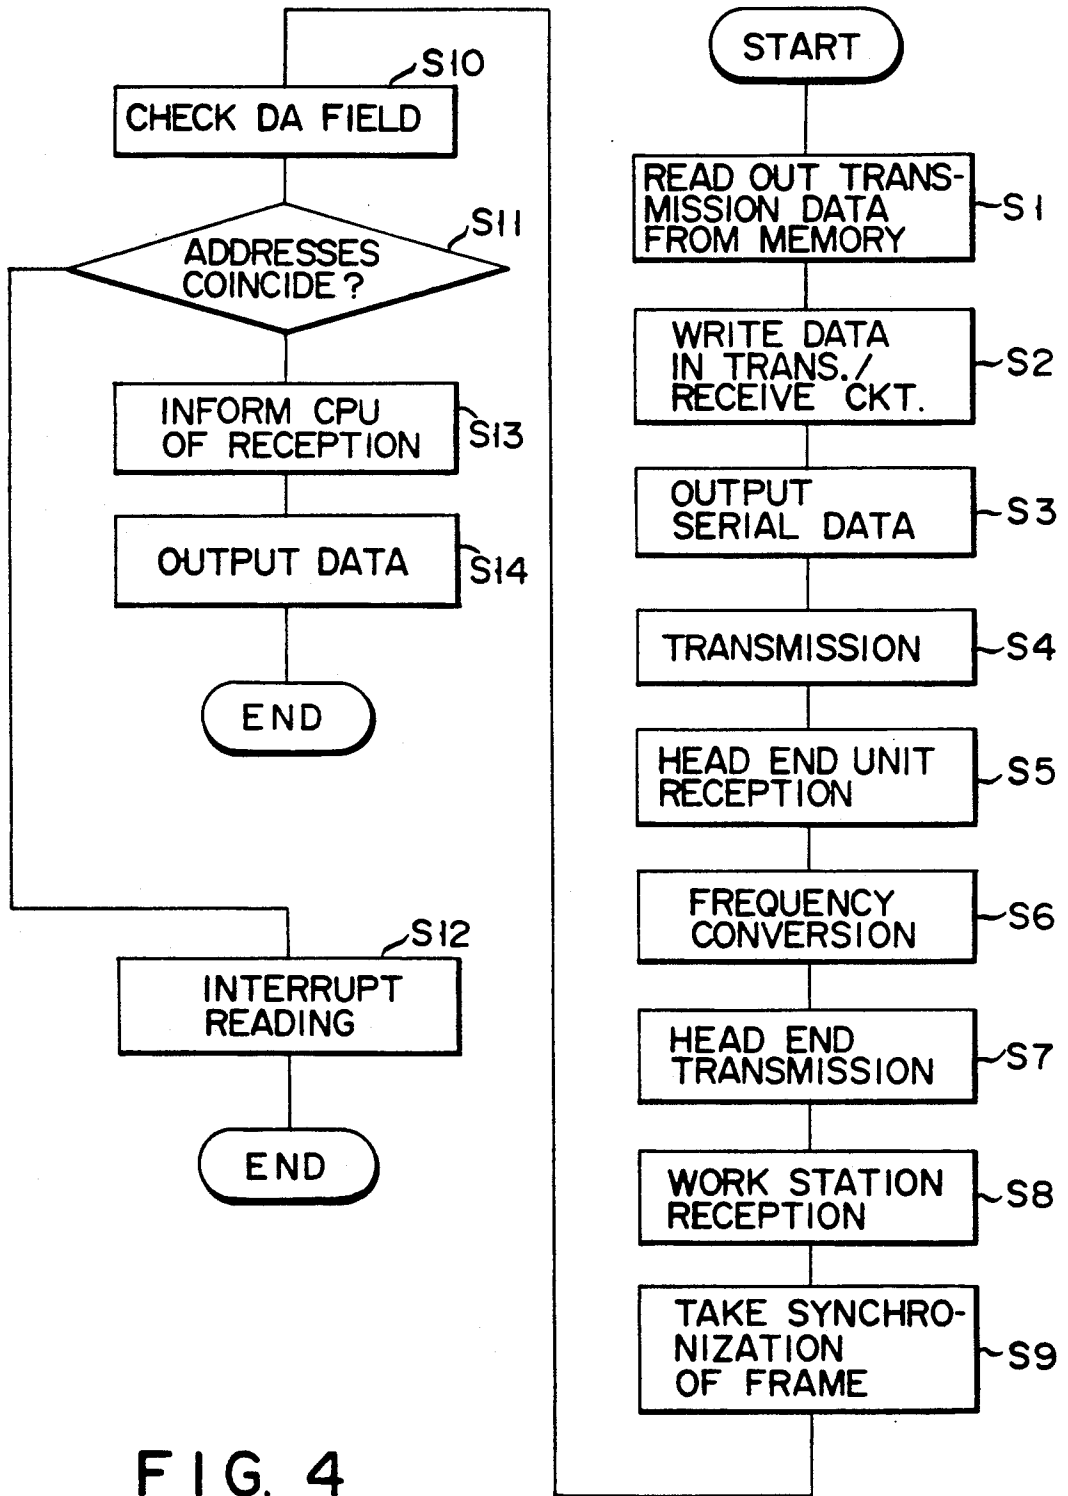 START
READ OUT TRANS-
MISSION DATA
FROM MEMORY
S1
WRITE DATA
IN TRANS./
RECEIVE CKT.
S2
OUTPUT
SERIAL DATA
S3
TRANSMISSION
S4
HEAD END UNIT
RECEPTION
S5
FREQUENCY
CONVERSION
S6
HEAD END
TRANSMISSION
S7
WORK STATION
RECEPTION
S8
TAKE SYNCHRO-
NIZATION
OF FRAME
S9
S10
CHECK DA FIELD
S11
ADDRESSES
COINCIDE?
INFORM CPU
OF RECEPTION
S13
OUTPUT DATA
S14
END
S12
INTERRUPT
READING
END
FIG. 4